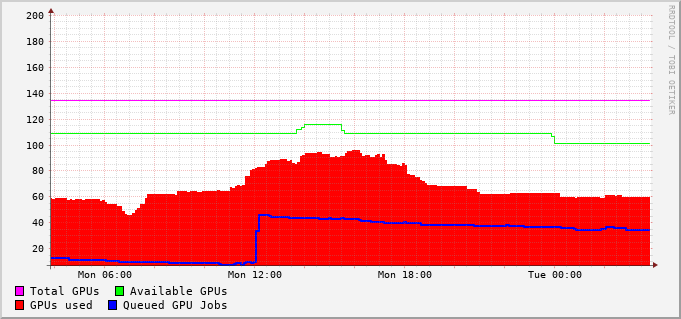 200
180
160
140
120
100
80
60
40
20
Mon 06:00 Mon 12:00 Mon 18:00 Tue 00:00
Total GPUs Available GPUs
GPUs used Queued GPU Jobs
RRDTOOL / TOBI OETIKER